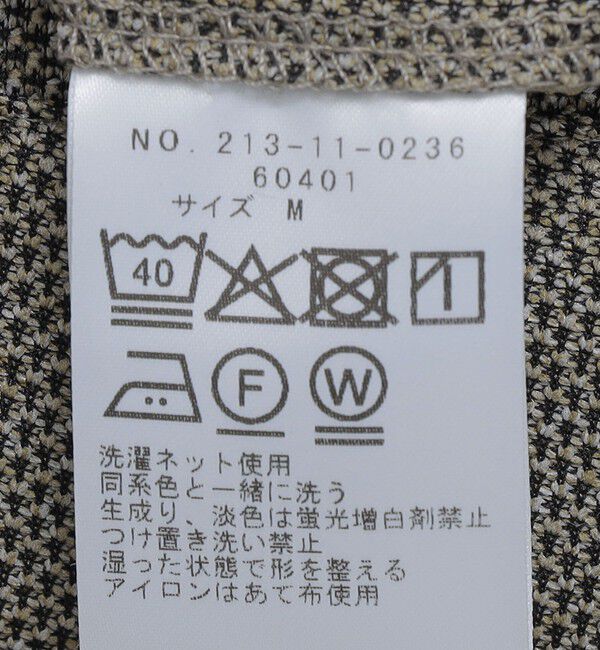 NO. 213-11-0236
60401
サイズ M
40
F W
洗濯ネット使用
同系色と一緒に洗う
生成り、淡色は蛍光増白剤禁止
つけ置き洗い禁止
湿った状態で形を整える
アイロンはあて布使用